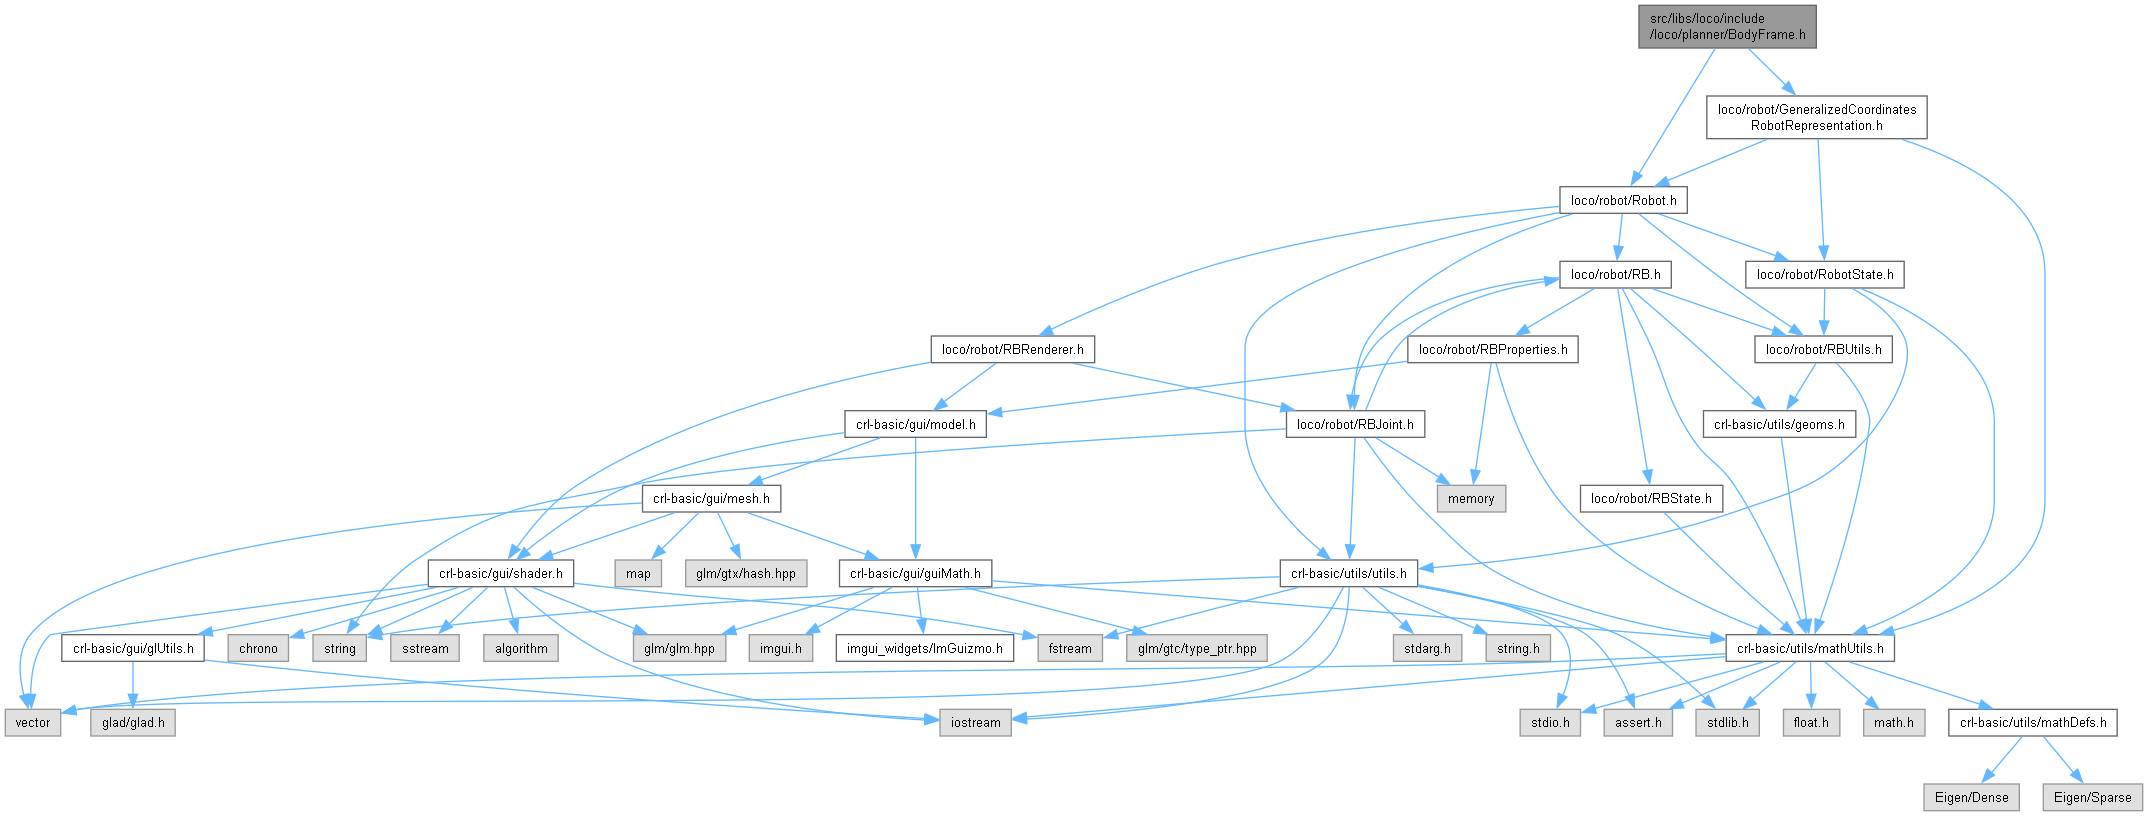 src/libs/loco/include
/loco/planner/BodyFrame.h
loco/robot/GeneralizedCoordinates
RobotRepresentation.h
loco/robot/Robot.h
loco/robot/RB.h
loco/robot/RobotState.h
loco/robot/RBRenderer.h
loco/robot/RBProperties.h
loco/robot/RBUtils.h
crl-basic/gui/model.h
loco/robot/RBJoint.h
crl-basic/utils/geoms.h
crl-basic/gui/mesh.h
memory
loco/robot/RBState.h
crl-basic/gui/shader.h
map
glm/gtx/hash.hpp
crl-basic/gui/guiMath.h
crl-basic/utils/utils.h
crl-basic/gui/glUtils.h
chrono
string
sstream
algorithm
glm/glm.hpp
imgui.h
imgui_widgets/ImGuizmo.h
fstream
glm/gtc/type_ptr.hpp
stdarg.h
string.h
crl-basic/utils/mathUtils.h
vector
glad/glad.h
iostream
stdio.h
assert.h
stdlib.h
float.h
math.h
crl-basic/utils/mathDefs.h
Eigen/Dense
Eigen/Sparse